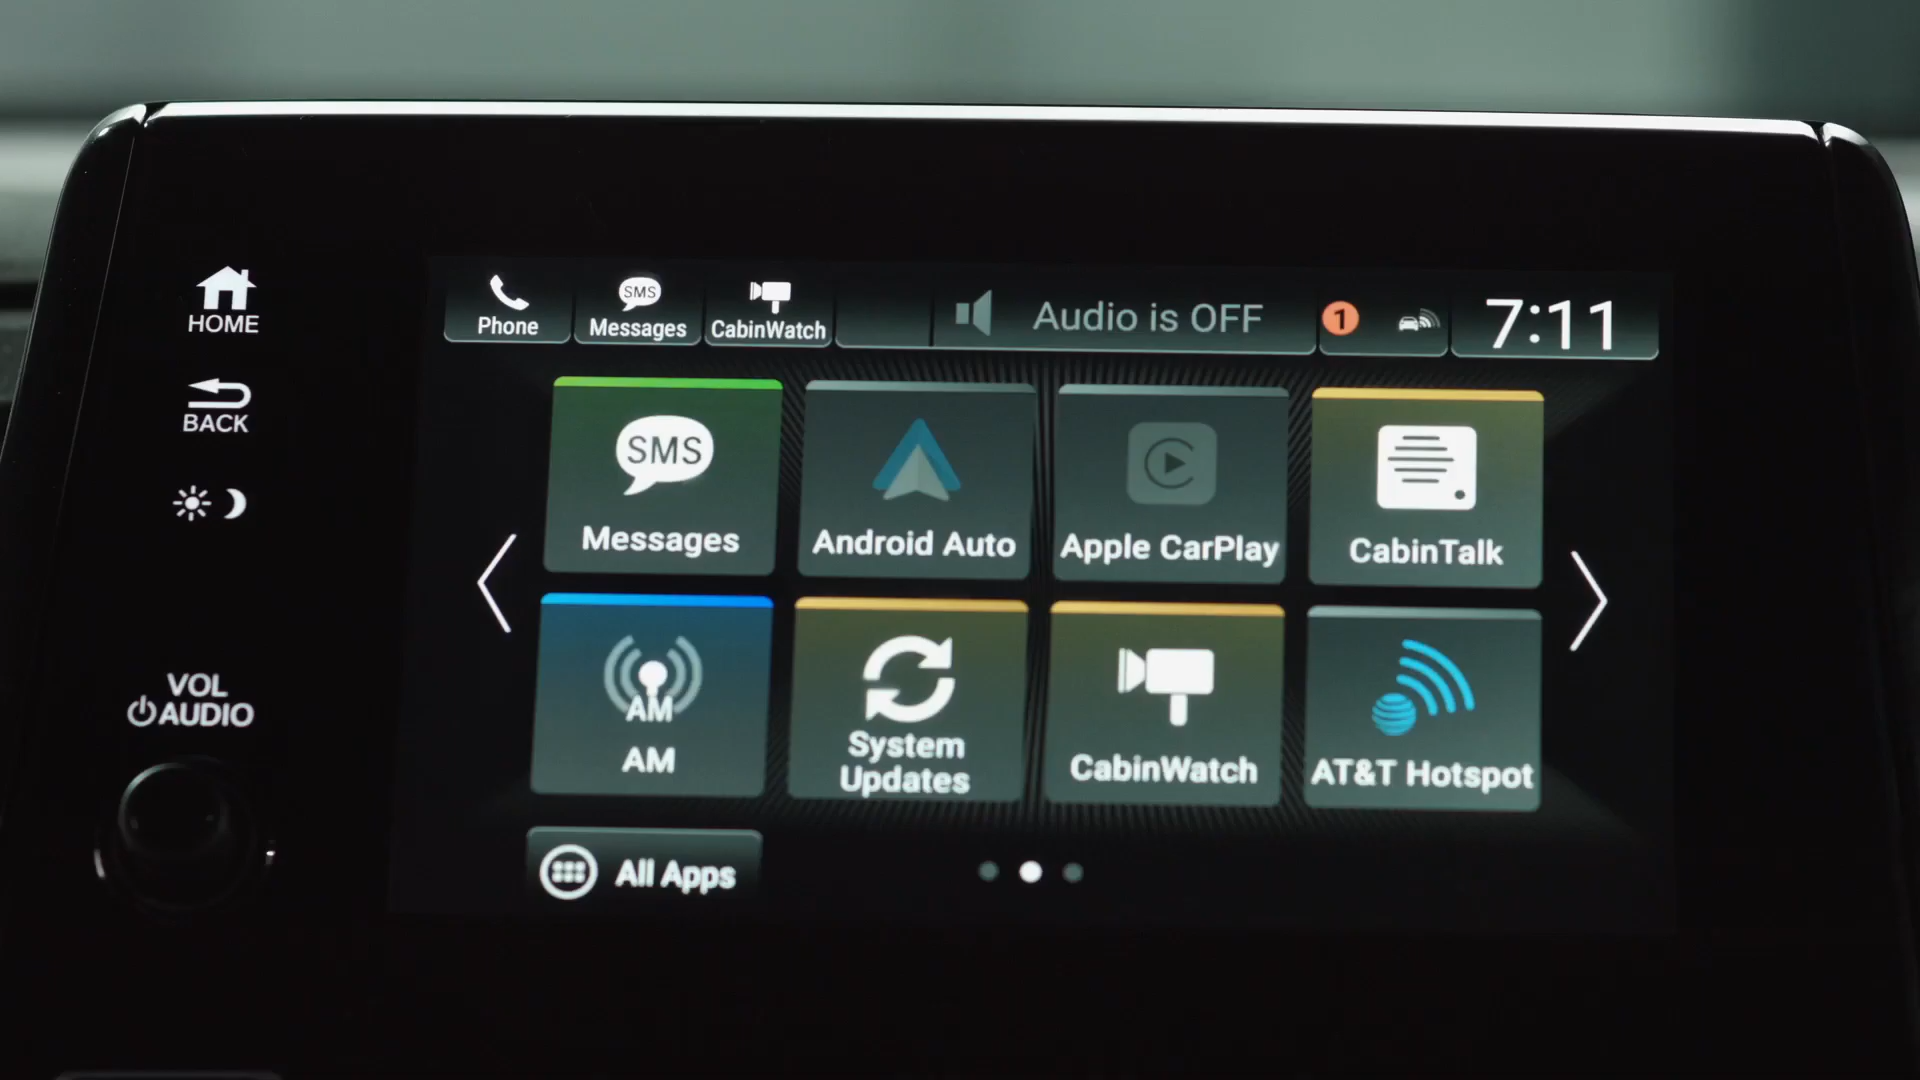 HOME
BACK
VOL
AUDIO
Phone
SMS
Messages
CabinWatch
Audio is OFF
1
7:11
SMS
Messages
Android Auto
Apple CarPlay
CabinTalk
AM
AM
System
Updates
CabinWatch
AT&T Hotspot
All Apps